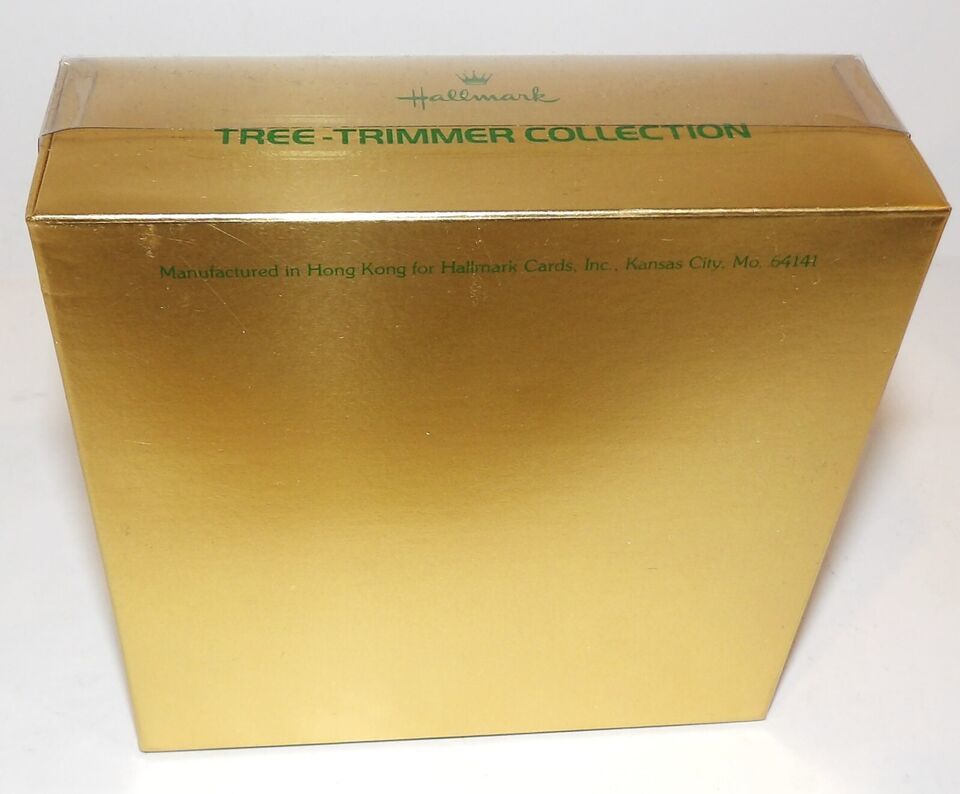 Hallmark
TREE-TRIMMER COLLECTION
Manufactured in Hong Kong for Hallmark Cards, Inc., Kansas City, Mo. 64141